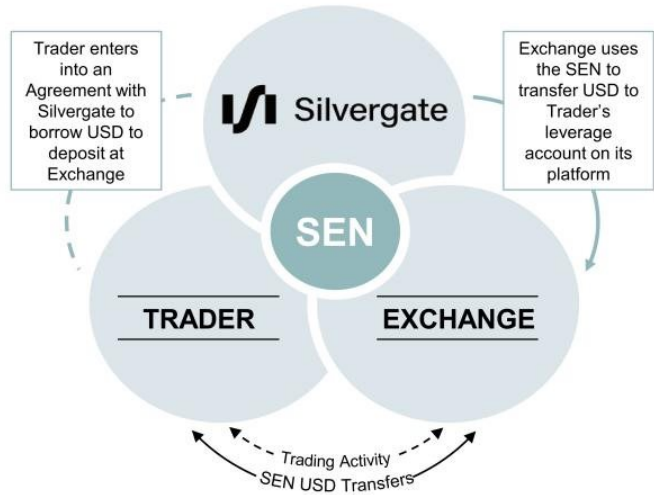 Trader enters
into an
Agreement with
Silvergate to
borrow USD to
deposit at
Exchange
Silvergate
Exchange uses
the SEN to
transfer USD to
Trader's
leverage
account on its
platform
SEN
TRADER
EXCHANGE
Trading Activity
SEN USD Transfers